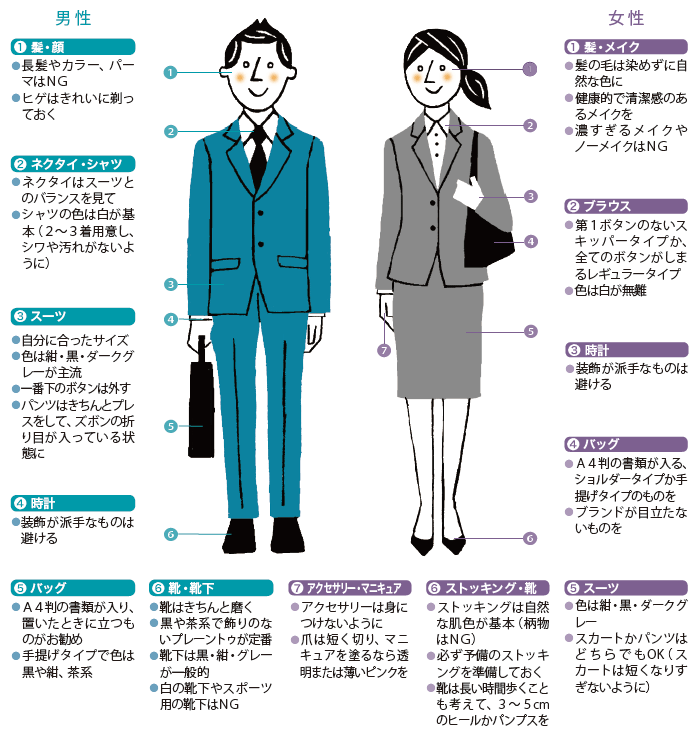 男性
❶ 髪・顔
●長髪やカラー、パー
マはNG
●ヒゲはきれいに剃っ
ておく
❷ ネクタイ・シャツ
●ネクタイはスーツと
のバランスを見て
●シャツの色は白が基
本（２〜３着用意し、
シワや汚れがないよ
うに）
❸ スーツ
●自分に合ったサイズ
●色は紺・黒・ダークグ
レーが主流
●一番下のボタンは外す
●パンツはきちんとプレ
スをして、ズボンの折
り目が入っている状
態に
❹ 時計
●装飾が派手なものは
避ける
❺ バッグ
●Ａ４判の書類が入り、
置いたときに立つも
のがお勧め
●手提げタイプで色は
黒や紺、茶系
❻ 靴・靴下
●靴はきちんと磨く
●黒や茶系で飾りのな
いプレーントゥが定番
●靴下は黒・紺・グレー
が一般的
●白の靴下やスポーツ
用の靴下はNG
❶
❷
❸
❹
❺
❻
女性
❶ 髪・メイク
●髪の毛は染めずに自
然な色に
●健康的で清潔感のあ
るメイクを
●濃すぎるメイクや
ノーメイクはNG
❷ ブラウス
●第１ボタンのないス
キッパータイプか、
全てのボタンがしま
るレギュラータイプ
●色は白が無難
❸ 時計
●装飾が派手なものは
避ける
❹ バッグ
●Ａ４判の書類が入る、
ショルダータイプか手
提げタイプのものを
●ブランドが目立たな
いものを
❺ スーツ
●色は紺・黒・ダークグ
レー
●スカートかパンツは
どちらでもOK（ス
カートは短くなりす
ぎないように）
❻ ストッキング・靴
●ストッキングは自然
な肌色が基本（柄物
はNG）
●必ず予備のストッキ
ングを準備しておく
●靴は長い時間歩くこと
も考えて、３〜５cm
のヒールかパンプスを
❼ アクセサリー・マニキュア
●アクセサリーは身に
つけないように
●爪は短く切り、マニ
キュアを塗るなら透
明または薄いピンクを
❶
❷
❸
❹
❺
❼
❻